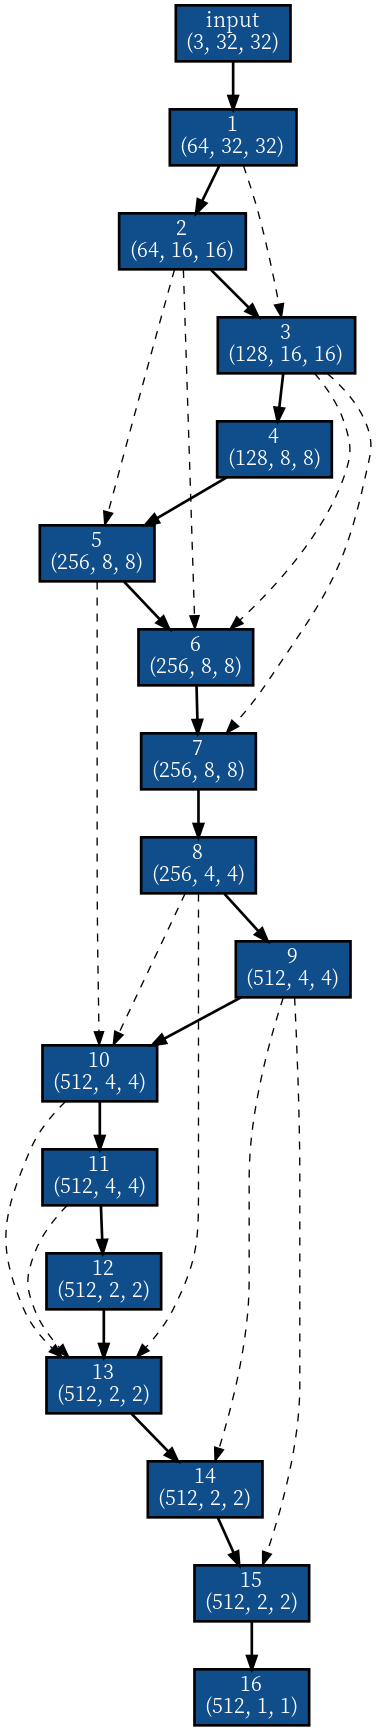 input
(3, 32, 32)
1
(64, 32, 32)
2
(64, 16, 16)
3
(128, 16, 16)
4
(128, 8, 8)
5
(256, 8, 8)
6
(256, 8, 8)
7
(256, 8, 8)
8
(256, 4, 4)
9
(512, 4, 4)
10
(512, 4, 4)
11
(512, 4, 4)
12
(512, 2, 2)
13
(512, 2, 2)
14
(512, 2, 2)
15
(512, 2, 2)
16
(512, 1, 1)